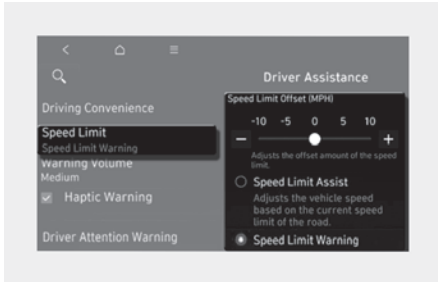 Driver Assistance
Driving Convenience
Speed Limit
Speed Limit Warning
Warning Volume
Medium
Haptic Warning
Driver Attention Warning
Speed Limit Offset (MPH)
-10 -5 0 5 10
− +
Adjusts the offset amount of the speed
limit.
Speed Limit Assist
Adjusts the vehicle speed
based on the current speed
limit of the road.
Speed Limit Warning